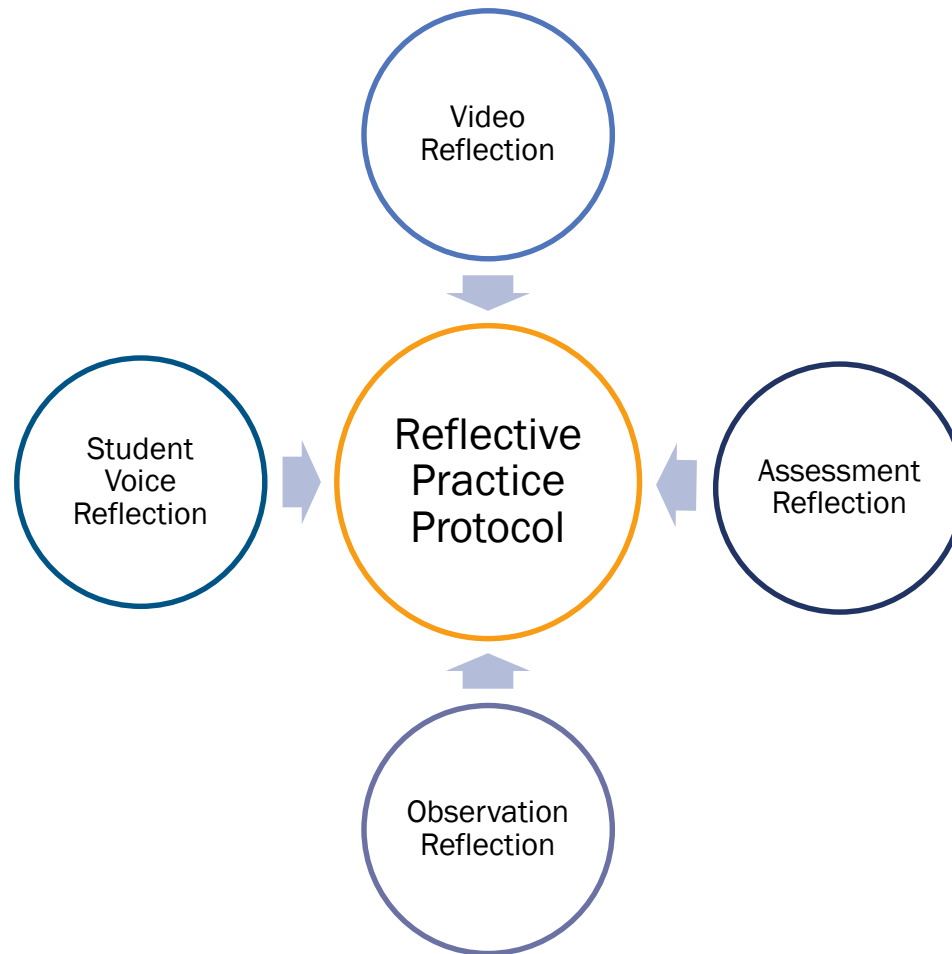 Video
Reflection
Student
Voice
Reflection
Reflective
Practice
Protocol
Assessment
Reflection
Observation
Reflection